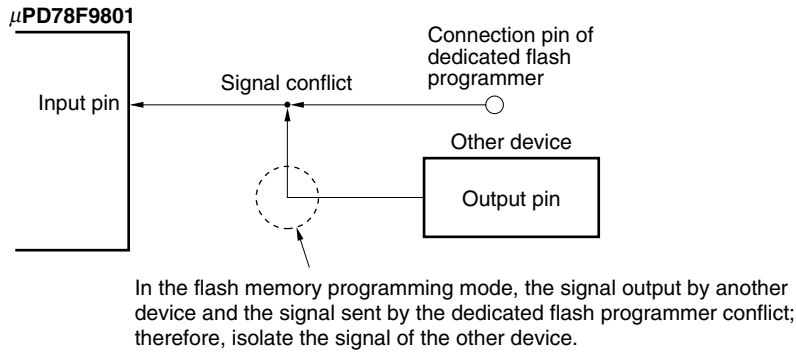 μPD78F9801
Connection pin of
dedicated flash
programmer
Signal conflict
Input pin
Other device
Output pin
In the flash memory programming mode, the signal output by another
device and the signal sent by the dedicated flash programmer conflict;
therefore, isolate the signal of the other device.